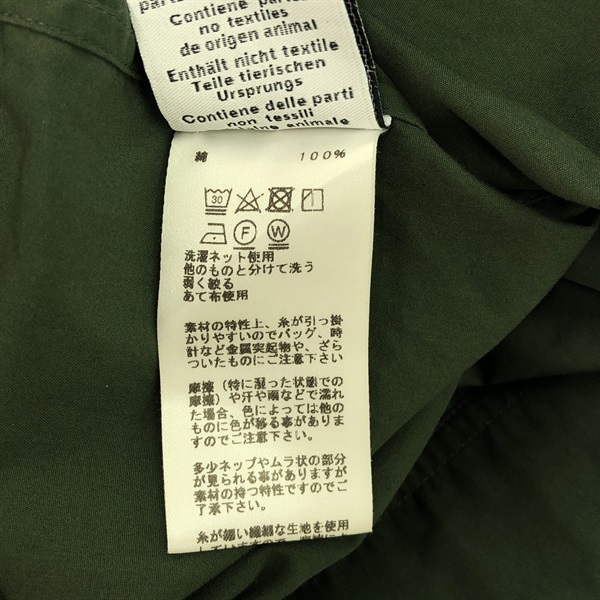 Contiene
no textiles
de origen animal
Enthält nicht textile
Teile tierischen
Ursprungs
Contiene delle parti
non tessili
animale
綿 100%
30
F W
洗濯ネット使用
他のものと分けて洗う
弱く絞る
あて布使用
素材の特性上、糸が引っ掛
かりやすいのでバッグ、時
計など金属突起物や、ざら
ついたものにご注意下さい
摩擦（特に湿った状態での
摩擦）や汗や雨などで濡れ
た場合、色によっては他の
ものに色が移る事があり
ますのでご注意下さい。
多少ネップやムラ状の部分
が見られる事がありますが
素材の持つ特性ですのでご
了承下さい。
糸が細い繊細な生地を使用